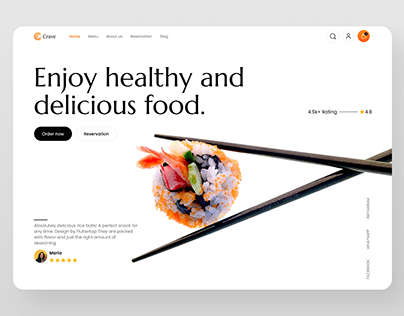 Crave
Home Menu About us Reservation Blog
Enjoy healthy and
delicious food.
4.5k+ Rating 4.8
Order now Reservation
Absolutely delicious rice balls! A perfect snack for
any time. Design by Fluttertop They are packed
with flavor and just the right amount of
seasoning.
Maria
INSTAGRAM
WHATSAPP
FACEBOOK